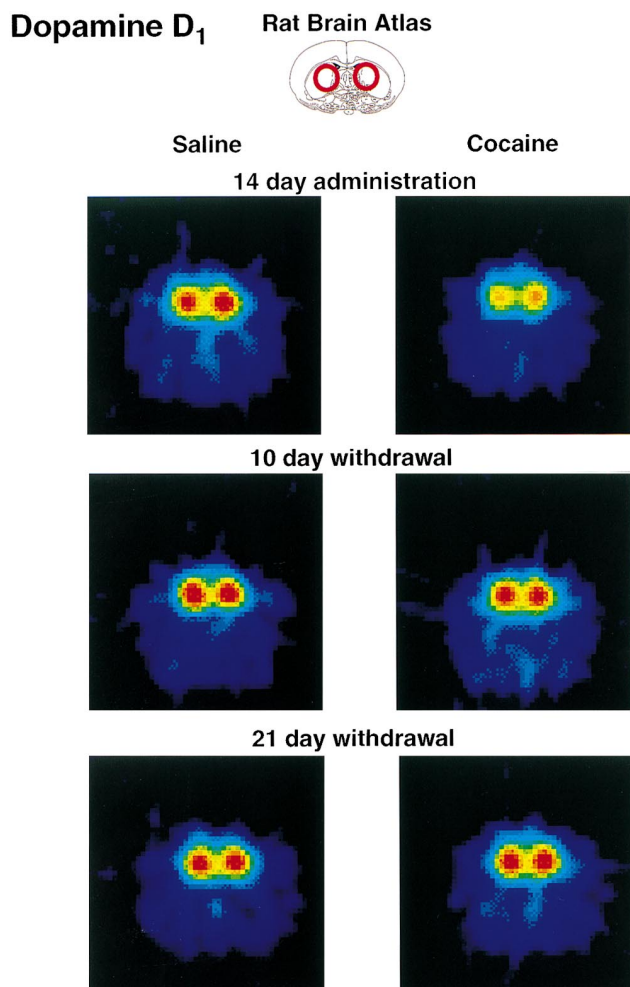 Dopamine D₁
Rat Brain Atlas
Saline
Cocaine
14 day administration
10 day withdrawal
21 day withdrawal